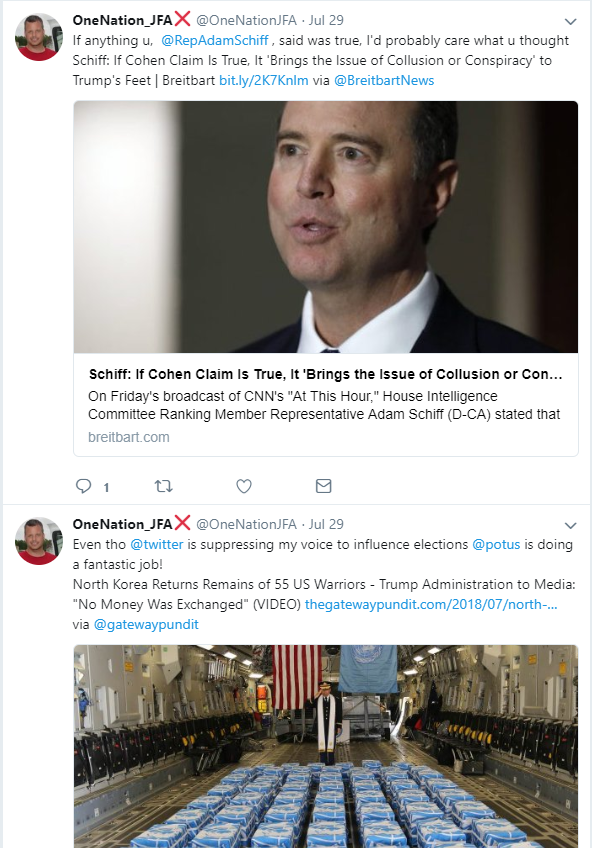 OneNation_JFA❌ @OneNationJFA · Jul 29
If anything u, @RepAdamSchiff , said was true, I'd probably care what u thought
Schiff: If Cohen Claim Is True, It 'Brings the Issue of Collusion or Conspiracy' to
Trump's Feet | Breitbart bit.ly/2K7Knlm via @BreitbartNews
Schiff: If Cohen Claim Is True, It 'Brings the Issue of Collusion or Con...
On Friday's broadcast of CNN's "At This Hour," House Intelligence
Committee Ranking Member Representative Adam Schiff (D-CA) stated that
breitbart.com
1
OneNation_JFA❌ @OneNationJFA · Jul 29
Even tho @twitter is suppressing my voice to influence elections @potus is doing
a fantastic job!
North Korea Returns Remains of 55 US Warriors - Trump Administration to Media:
"No Money Was Exchanged" (VIDEO) thegatewaypundit.com/2018/07/north-...
via @gatewaypundit